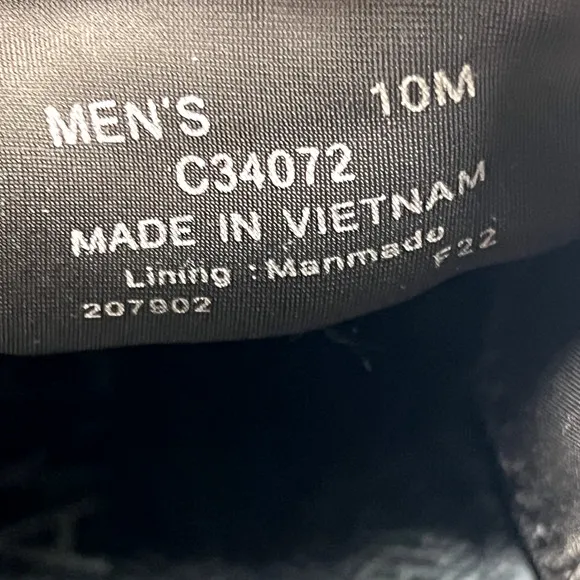 MEN'S 10M
C34072
MADE IN VIETNAM
Lining : Manmade
207902 F22